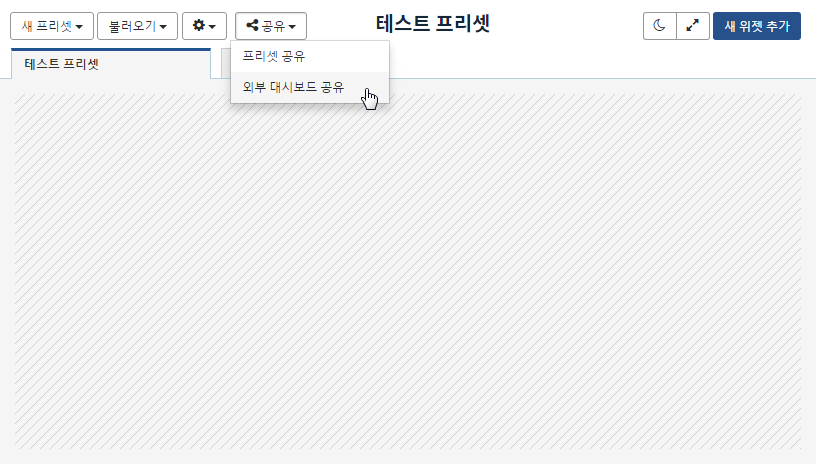 새 프리셋
불러오기
공유
테스트 프리셋
새 위젯 추가
프리셋 공유
테스트 프리셋
외부 대시보드 공유